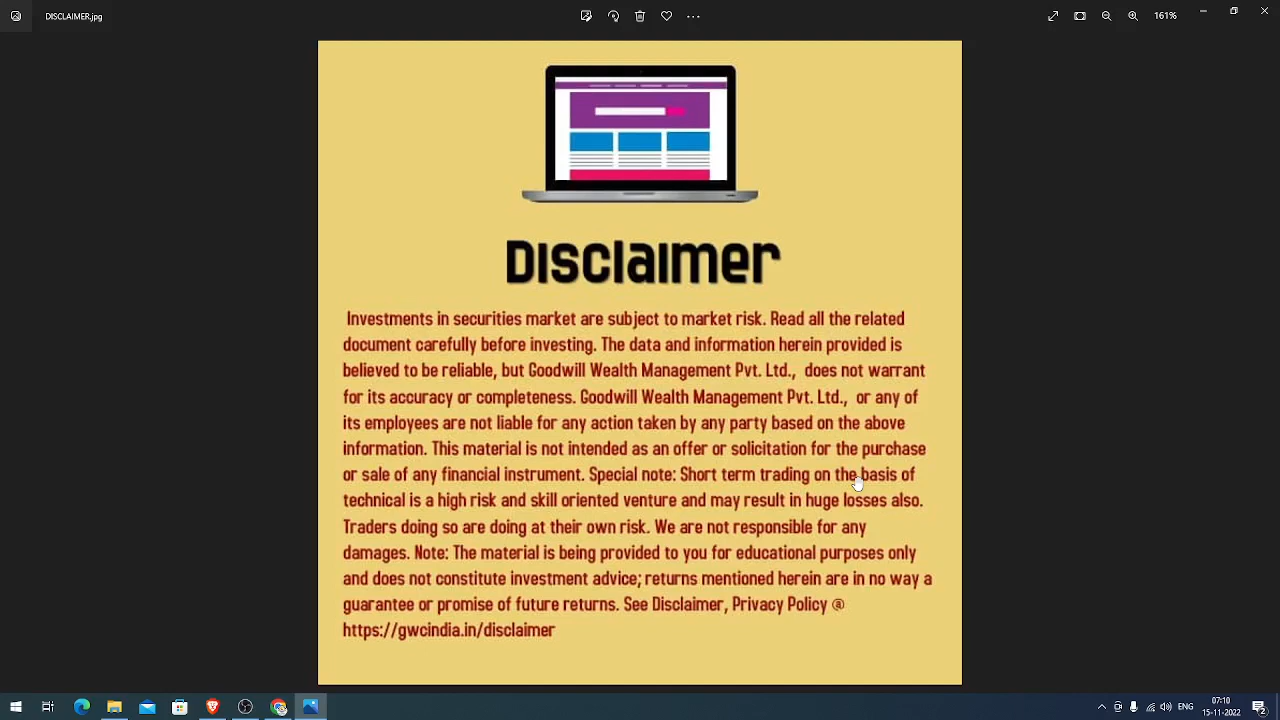 DISCLAIMER.jpg
Disclaimer
Investments in securities market are subject to market risk. Read all the related
document carefully before investing. The data and information herein provided is
believed to be reliable, but Goodwill Wealth Management Pvt. Ltd., does not warrant
for its accuracy or completeness. Goodwill Wealth Management Pvt. Ltd., or any of
its employees are not liable for any action taken by any party based on the above
information. This material is not intended as an offer or solicitation for the purchase
or sale of any financial instrument. Special note: Short term trading on the basis of
technical is a high risk and skill oriented venture and may result in huge losses also.
Traders doing so are doing at their own risk. We are not responsible for any
damages. Note: The material is being provided to you for educational purposes only
and does not constitute investment advice; returns mentioned herein are in no way a
guarantee or promise of future returns. See Disclaimer, Privacy Policy @
https://gwcindia.in/disclaimer
07:10
15-11-2022